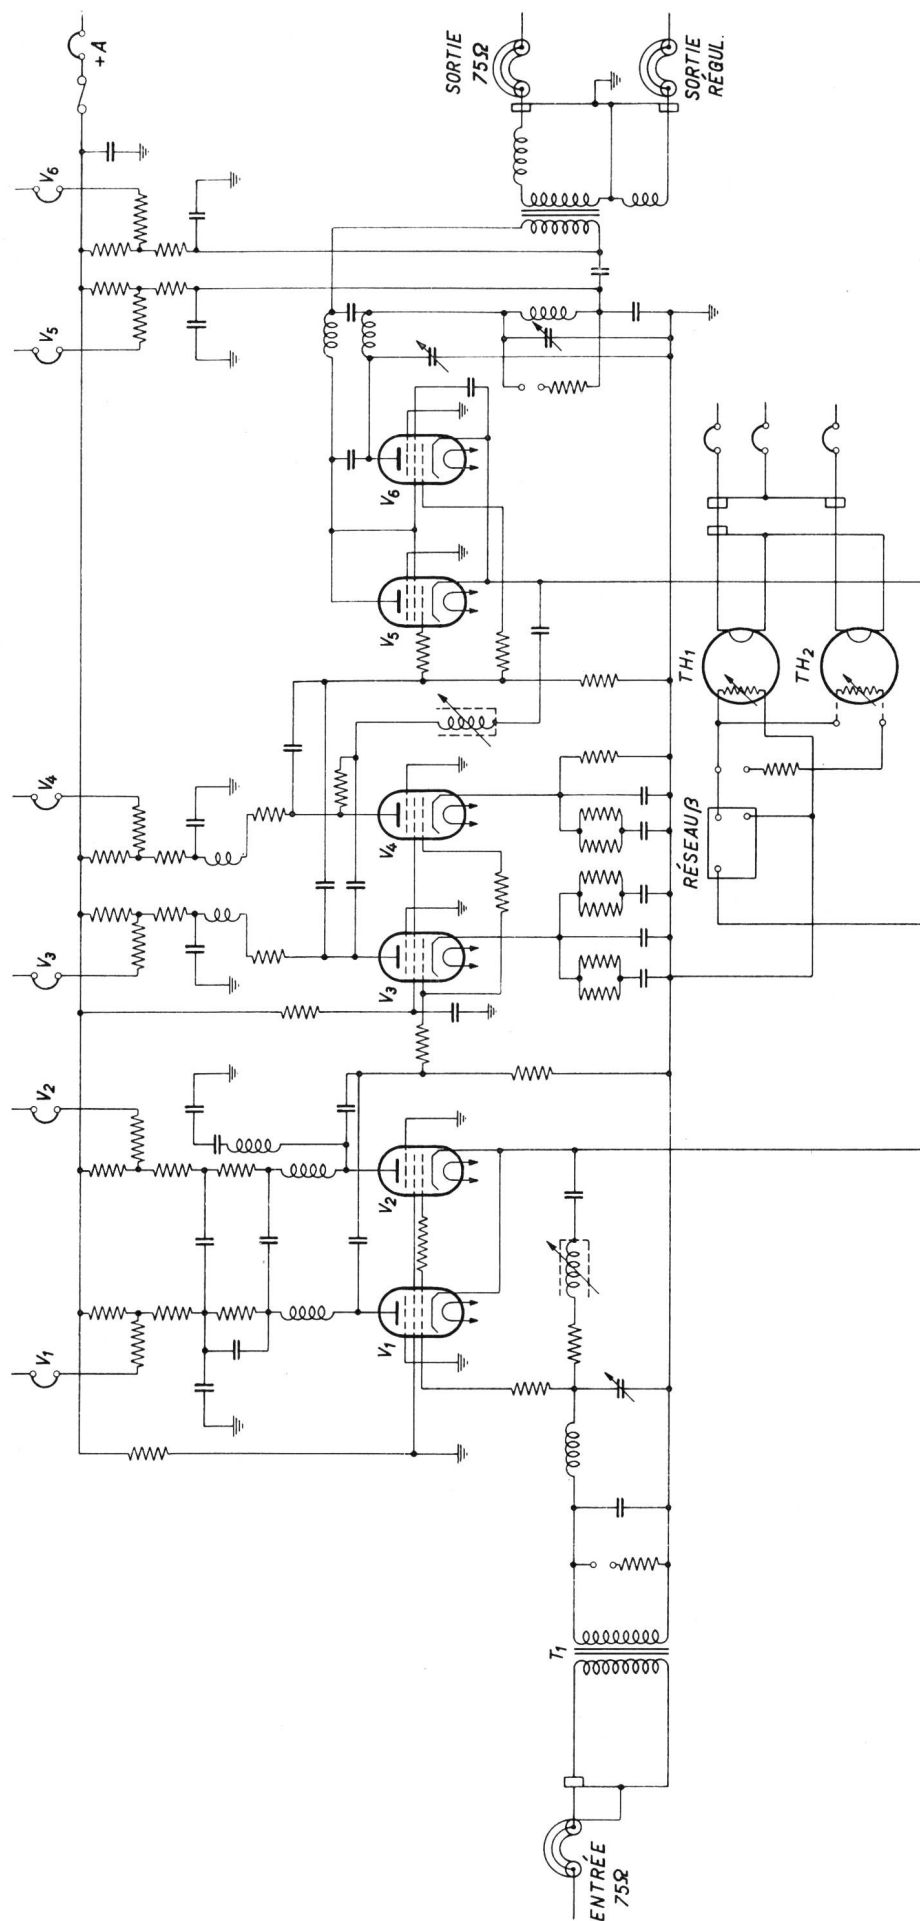 +A
V1
V2
V3
V4
V5
V6
V1
V2
V3
V4
V5
V6
SORTIE
75Ω
SORTIE
RÉGUL.
TH1
TH2
RÉSEAU β
T1
ENTRÉE
75Ω